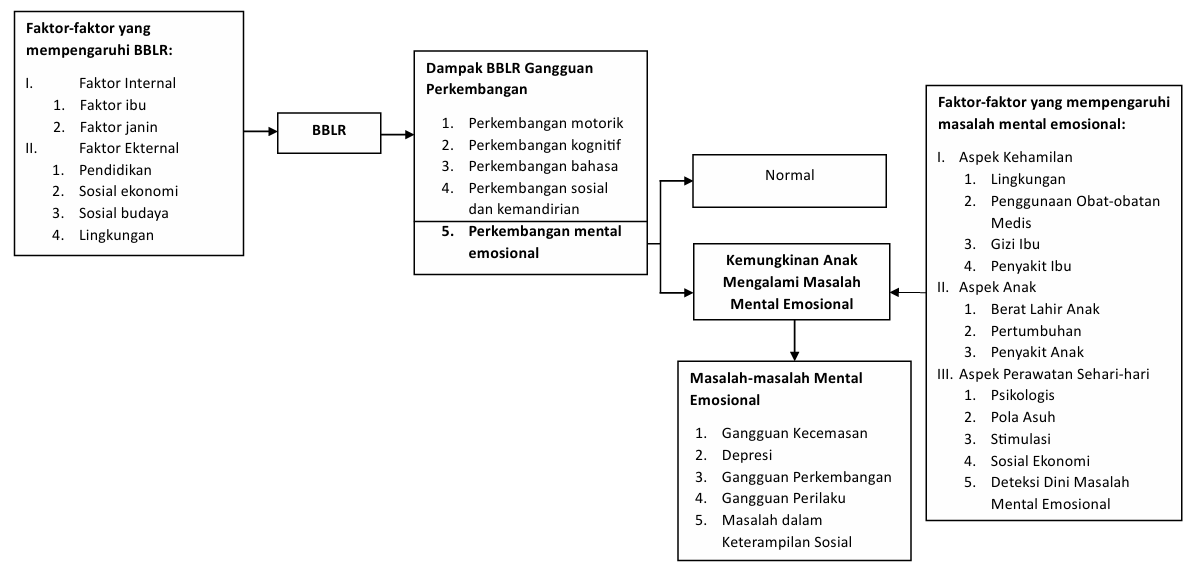 Faktor-faktor yang
mempengaruhi BBLR:
I. Faktor Internal
1. Faktor ibu
2. Faktor janin
II. Faktor Ekternal
1. Pendidikan
2. Sosial ekonomi
3. Sosial budaya
4. Lingkungan
BBLR
Dampak BBLR Gangguan
Perkembangan
1. Perkembangan motorik
2. Perkembangan kognitif
3. Perkembangan bahasa
4. Perkembangan sosial
dan kemandirian
5. Perkembangan mental
emosional
Normal
Kemungkinan Anak
Mengalami Masalah
Mental Emosional
Masalah-masalah Mental
Emosional
1. Gangguan Kecemasan
2. Depresi
3. Gangguan Perkembangan
4. Gangguan Perilaku
5. Masalah dalam
Keterampilan Sosial
Faktor-faktor yang mempengaruhi
masalah mental emosional:
I. Aspek Kehamilan
1. Lingkungan
2. Penggunaan Obat-obatan
Medis
3. Gizi Ibu
4. Penyakit Ibu
II. Aspek Anak
1. Berat Lahir Anak
2. Pertumbuhan
3. Penyakit Anak
III. Aspek Perawatan Sehari-hari
1. Psikologis
2. Pola Asuh
3. Stimulasi
4. Sosial Ekonomi
5. Deteksi Dini Masalah
Mental Emosional